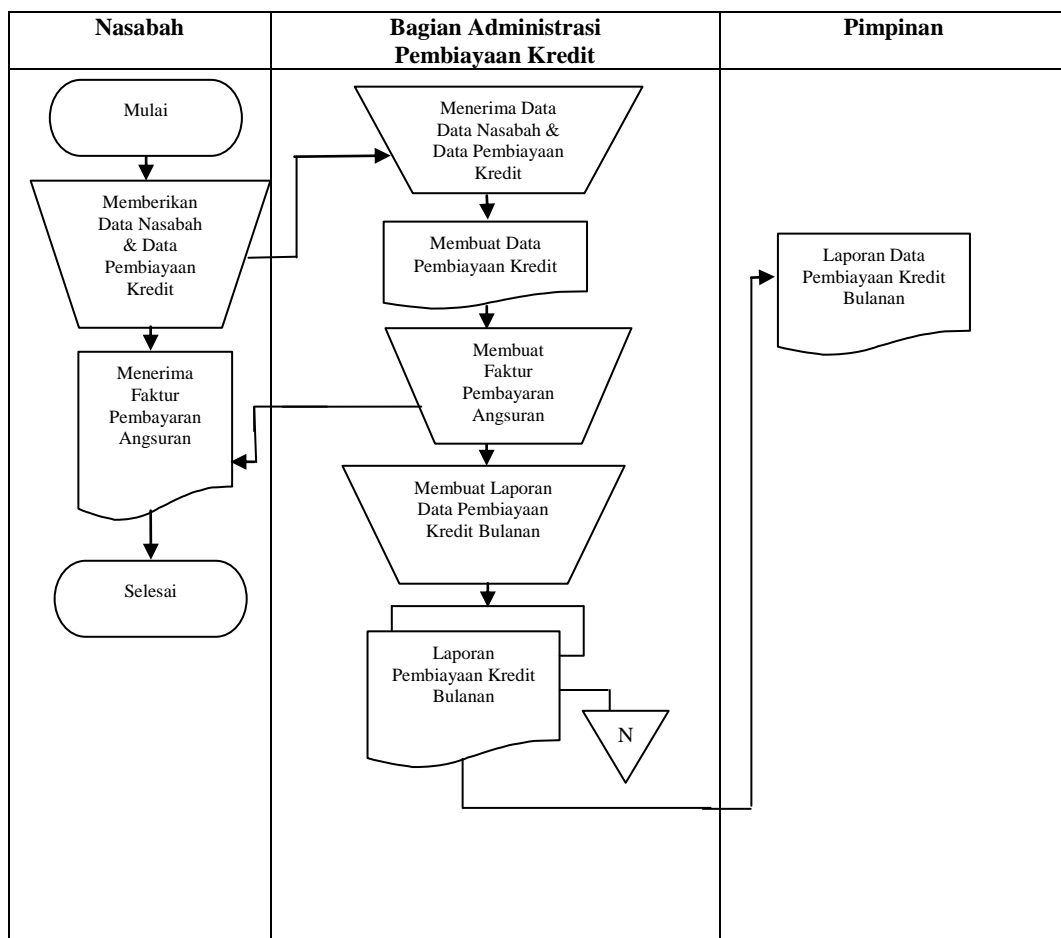 Nasabah
Bagian Administrasi
Pembiayaan Kredit
Pimpinan
Mulai
Memberikan
Data Nasabah
& Data
Pembiayaan
Kredit
Menerima
Faktur
Pembayaran
Angsuran
Selesai
Menerima Data
Data Nasabah &
Data Pembiayaan
Kredit
Membuat Data
Pembiayaan Kredit
Membuat
Faktur
Pembayaran
Angsuran
Membuat Laporan
Data Pembiayaan
Kredit Bulanan
Laporan
Pembiayaan Kredit
Bulanan
N
Laporan Data
Pembiayaan Kredit
Bulanan